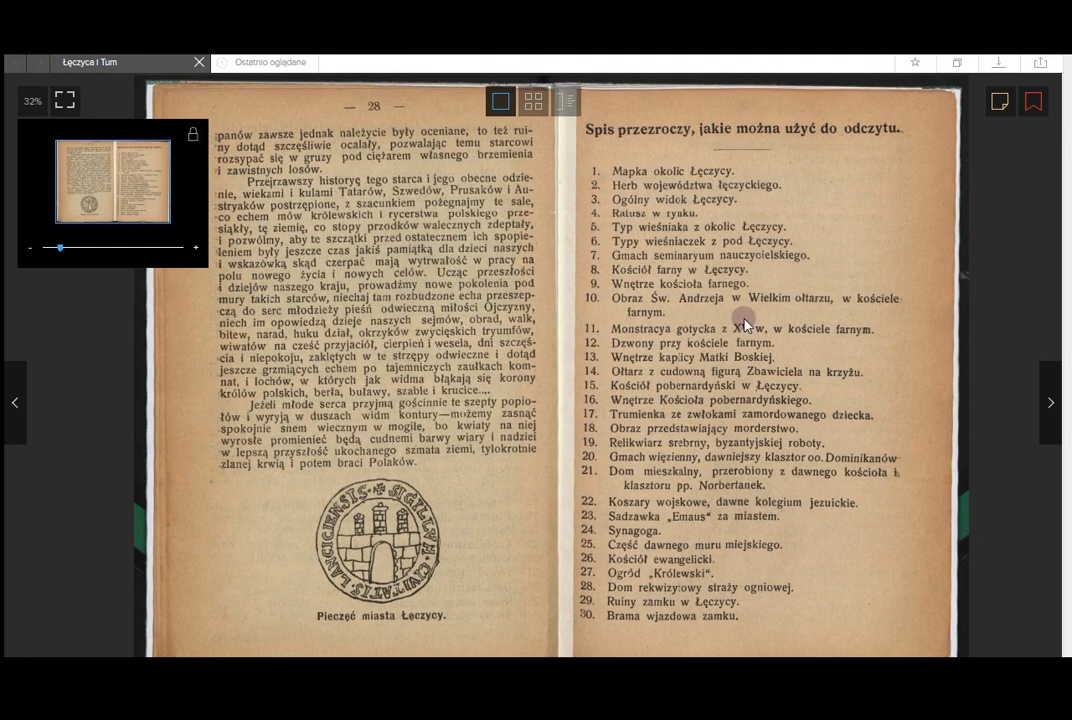 Łęczyca i Tum
Ostatnio oglądane
32%
— 28 —
panów zawsze jednak należycie były oceniane, to też rui-
ny dotąd szczęśliwie ocalały, pozwalając temu starcowi
rozsypać się w gruzy pod ciężarem własnego brzemienia
i zawistnych losów.
Przejrzawszy historyę tego starca i jego obecne odzie-
nie, wiekami i kulami Tatarów, Szwedów, Prusaków i Au-
stryaków postrzępione, z szacunkiem pożegnajmy te sale,
co echem mów królewskich i rycerstwa polskiego prze-
siąkły, tę ziemię, co stopy przodków walecznych zdeptały,
i pozwólmy, aby te szczątki przed ostatecznem ich spopie-
leniem były jeszcze czas jakiś pamiątką dla dzieci naszych
i wskazówką skąd czerpać mają wytrwałość w pracy na
polu nowego życia i nowych celów. Ucząc przeszłości
i dziejów naszego kraju, prowadźmy nowe pokolenia pod
mury takich starców, niechaj tam rozbudzone echa przeszep-
czą do serc młodzieży pieśń odwieczną miłości Ojczyzny,
niech im opowiedzą dzieje naszych sejmów, obrad, walk,
bitew, narad, huku dział, okrzyków zwycięskich tryumfów,
wiwatów na cześć przyjaciół, cierpień i wesela, dni szczęś-
cia i niepokoju, zaklętych w te strzępy odwieczne i dotąd
jeszcze grzmiących echem po tajemniczych zaułkach kom-
nat, i lochów, w których jak widma błąkają się korony
królów polskich, berła, buławy, szable i krucice....
Jeżeli młode serca przyjmą gościnnie te szepty popio-
łów i wyryją w duszach widm kontury—możemy zasnąć
spokojnie snem wiecznym w mogile, bo kwiaty na niej
wyrosłe promienieć będą cudnemi barwy wiary i nadziei
w lepszą przyszłość ukochanego szmata ziemi, tylokrotnie
zlanej krwią i potem braci Polaków.
SIGILLVM CIVITATIS LANCICIENSIS
Pieczęć miasta Łęczycy.
Spis przezroczy, jakie można użyć do odczytu.
1. Mapka okolic Łęczycy.
2. Herb województwa łęczyckiego.
3. Ogólny widok Łęczycy.
4. Ratusz w rynku.
5. Typ wieśniaka z okolic Łęczycy.
6. Typy wieśniaczek z pod Łęczycy.
7. Gmach seminaryum nauczycielskiego.
8. Kościół farny w Łęczycy.
9. Wnętrze kościoła farnego.
10. Obraz Św. Andrzeja w Wielkim ołtarzu, w kościele
farnym.
11. Monstracya gotycka z w. w kościele farnym.
12. Dzwony przy kościele farnym.
13. Wnętrze kaplicy Matki Boskiej.
14. Ołtarz z cudowną figurą Zbawiciela na krzyżu.
15. Kościół pobernardyński w Łęczycy.
16. Wnętrze Kościoła pobernardyńskiego.
17. Trumienka ze zwłokami zamordowanego dziecka.
18. Obraz przedstawiający morderstwo.
19. Relikwiarz srebrny, byzantyjskiej roboty.
20. Gmach więzienny, dawniejszy klasztor oo. Dominikanów
21. Dom mieszkalny, przerobiony z dawnego kościoła i
klasztoru pp. Norbertanek.
22. Koszary wojskowe, dawne kolegium jezuickie.
23. Sadzawka „Emaus“ za miastem.
24. Synagoga.
25. Część dawnego muru miejskiego.
26. Kościół ewangelicki.
27. Ogród „Królewski“.
28. Dom rekwizytowy straży ogniowej.
29. Ruiny zamku w Łęczycy.
30. Brama wjazdowa zamku.